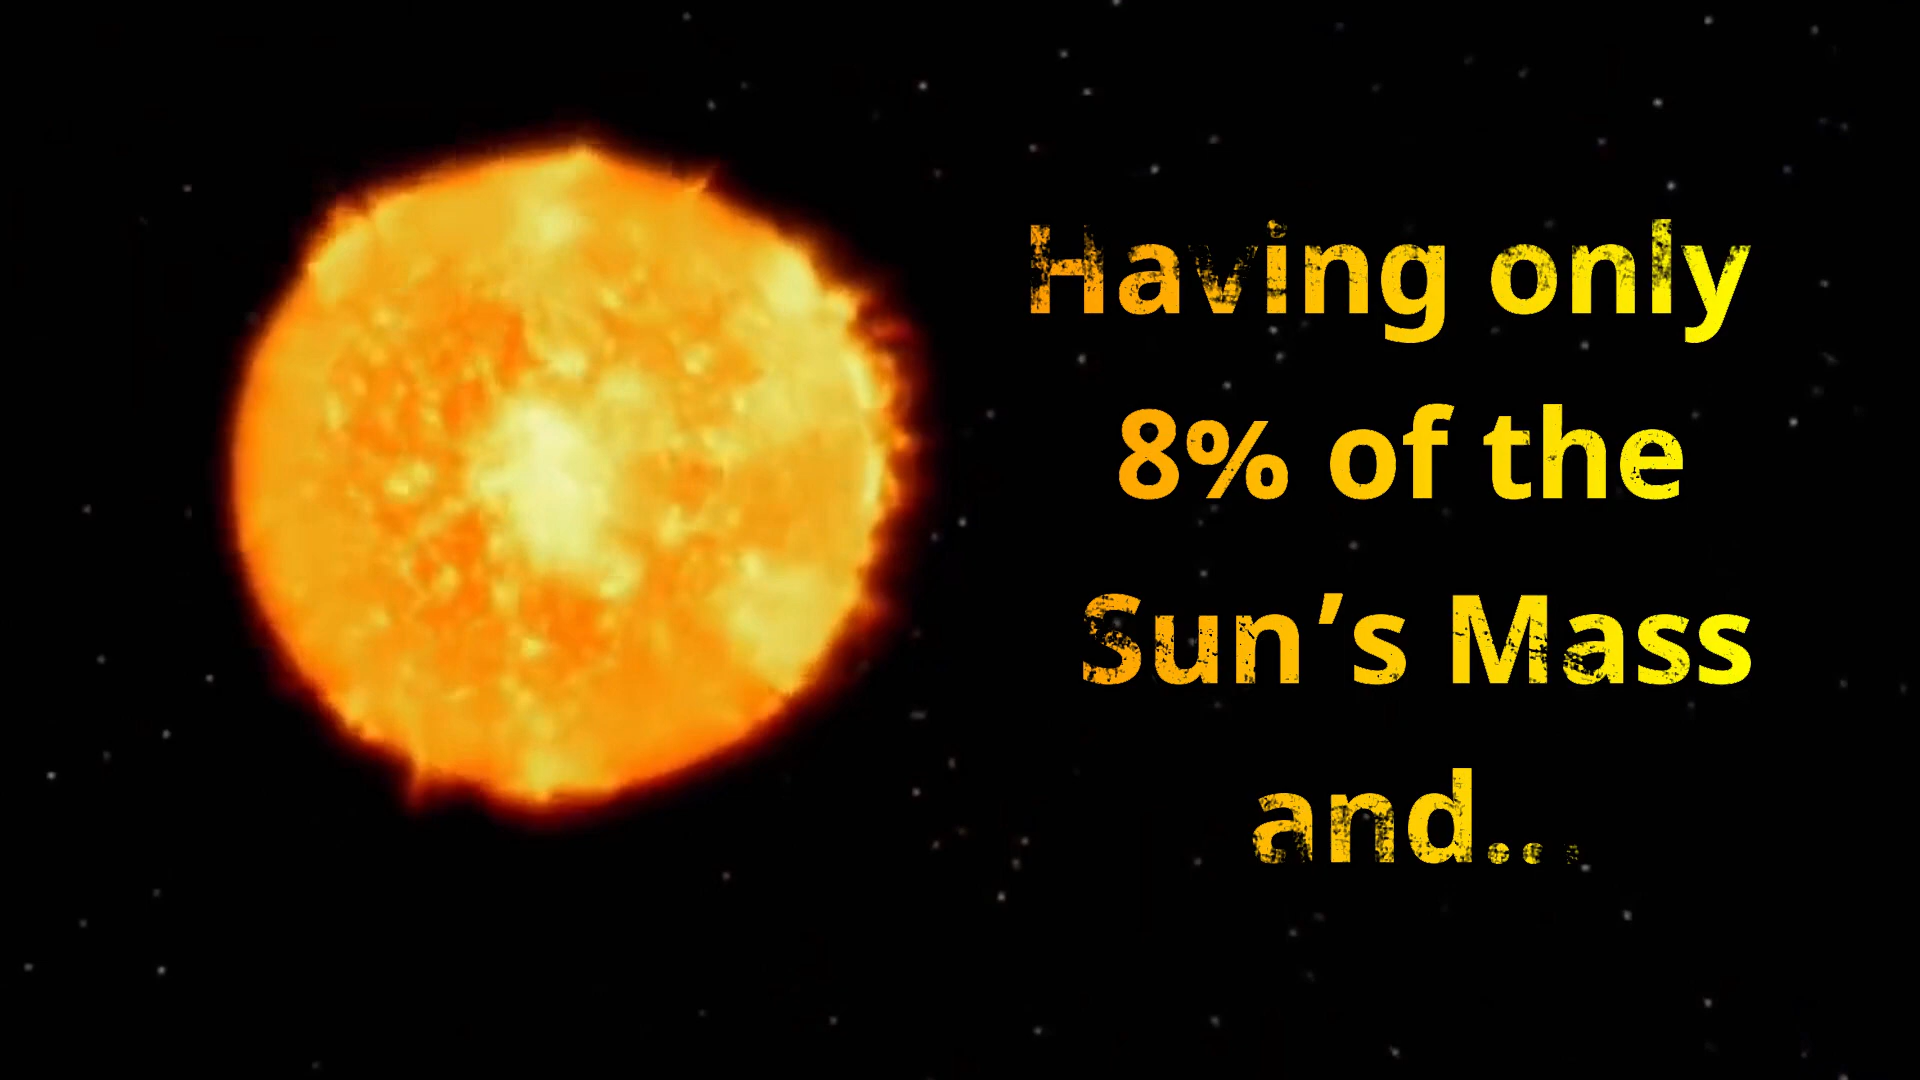 Having only
8% of the
Sun’s Mass
and...